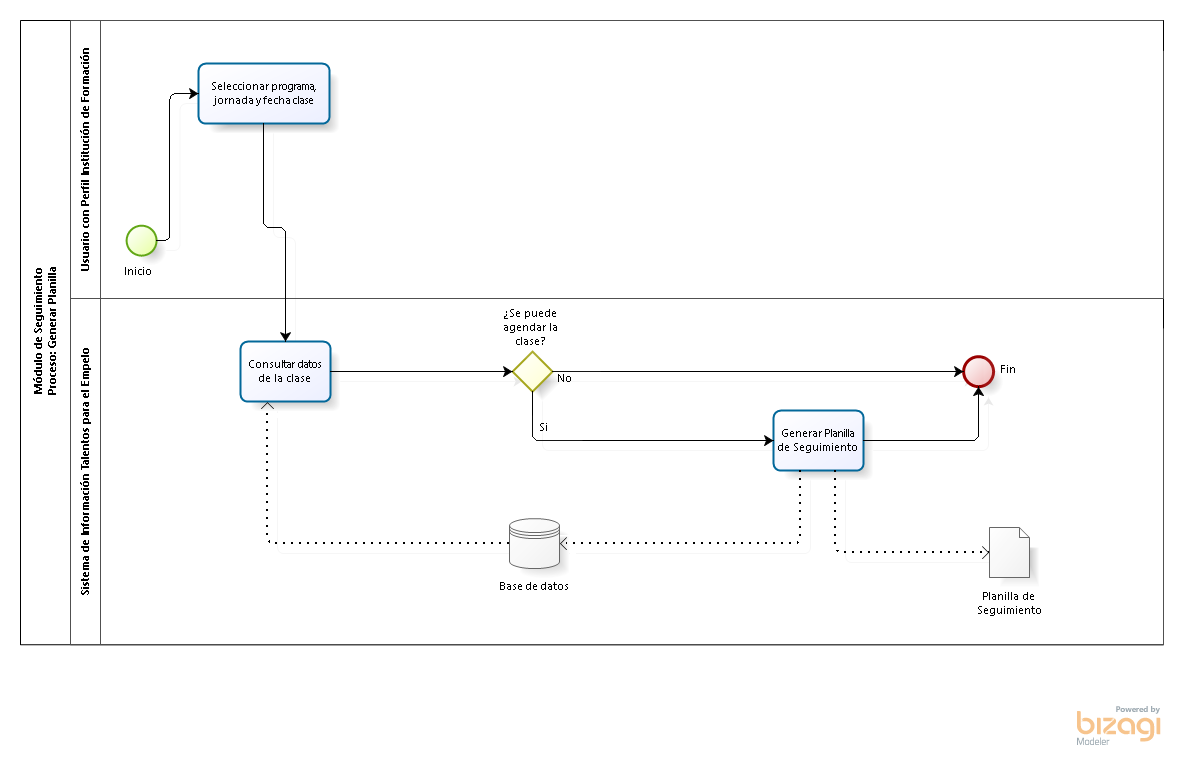 Módulo de Seguimiento
Proceso: Generar Planilla
Usuario con Perfil Institución de Formación
Seleccionar programa,
jornada y fecha clase
Inicio
Sistema de Información Talentos para el Empelo
¿Se puede
agendar la
clase?
Consultar datos
de la clase
No
Fin
Si
Generar Planilla
de Seguimiento
Base de datos
Planilla de
Seguimiento
Powered by
bizagi
Modeler